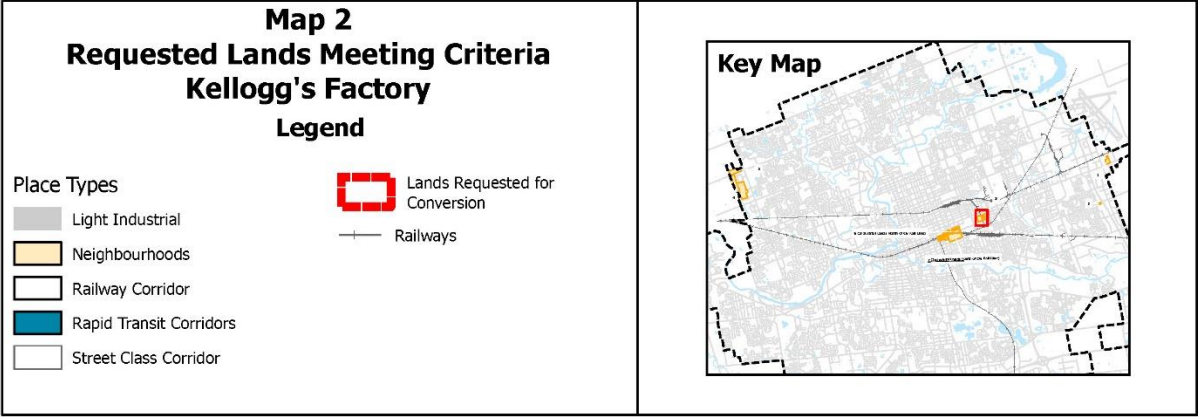 Map 2
Requested Lands Meeting Criteria
Kellogg's Factory
Legend
Place Types
Light Industrial
Neighbourhoods
Railway Corridor
Rapid Transit Corridors
Street Class Corridor
Lands Requested for
Conversion
Railways
Key Map